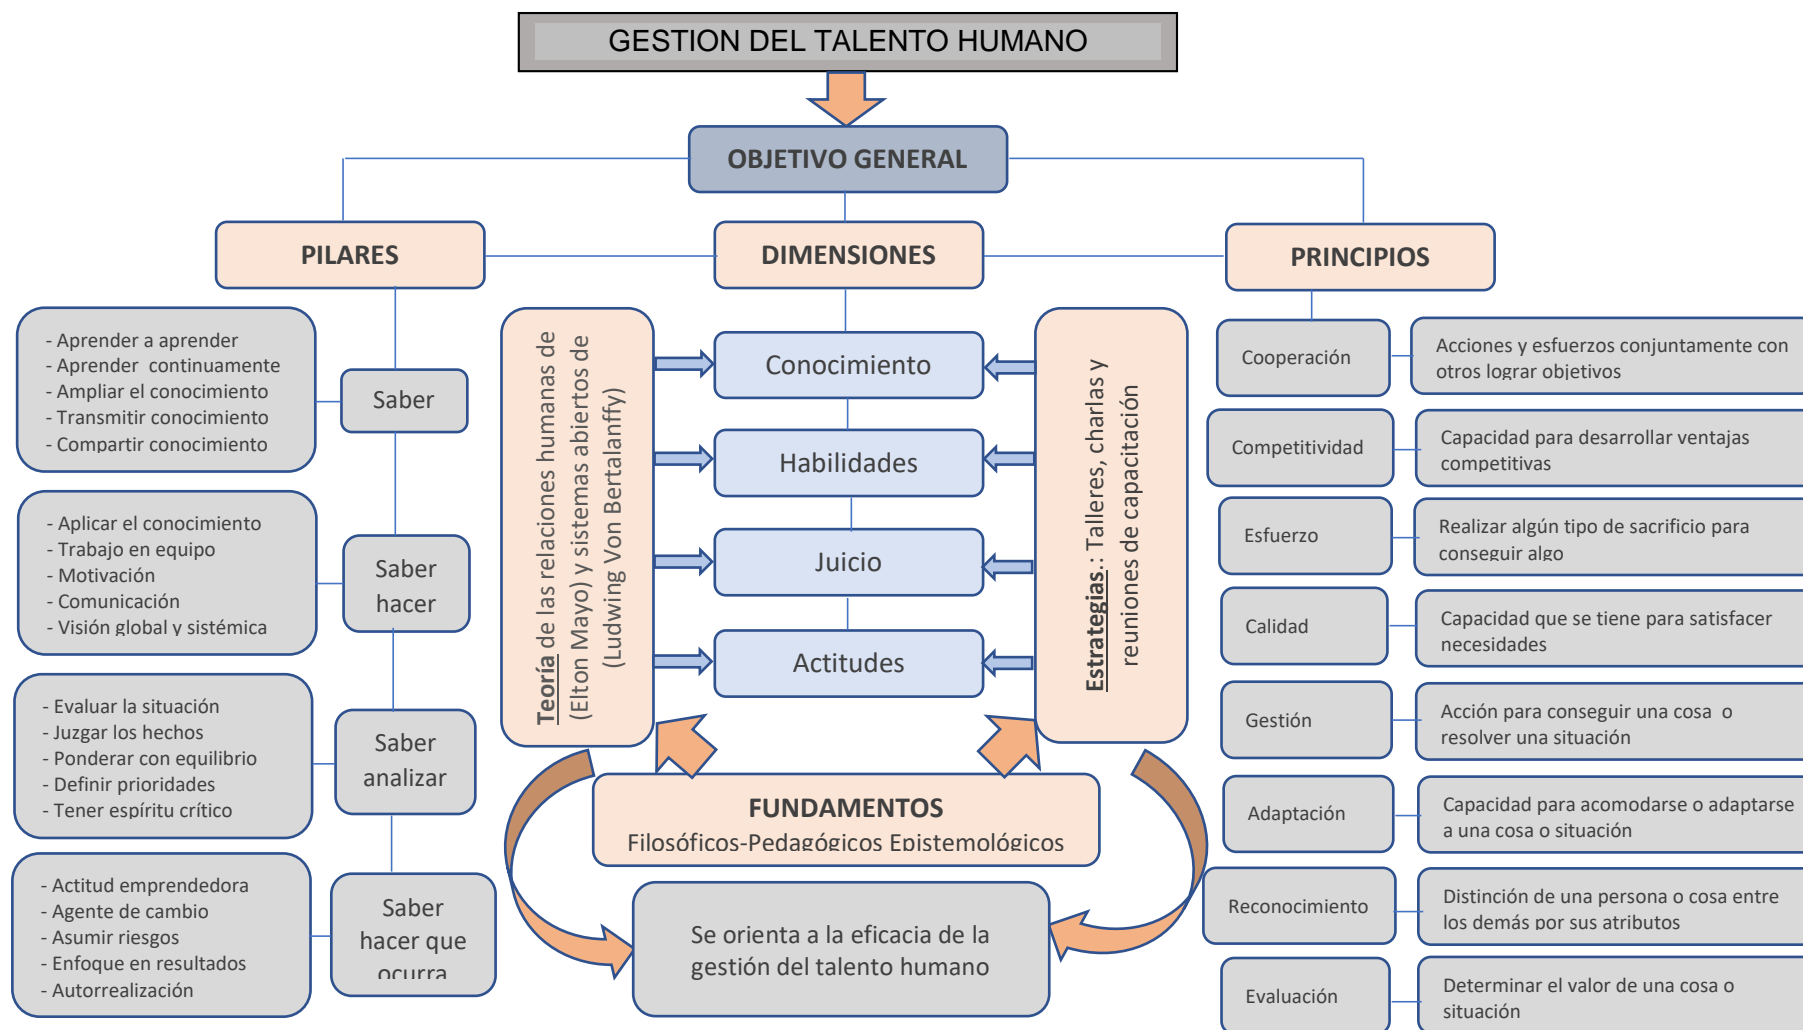 GESTION DEL TALENTO HUMANO
OBJETIVO GENERAL
PILARES
DIMENSIONES
PRINCIPIOS
- Aprender a aprender
- Aprender continuamente
- Ampliar el conocimiento
- Transmitir conocimiento
- Compartir conocimiento
Saber
- Aplicar el conocimiento
- Trabajo en equipo
- Motivación
- Comunicación
- Visión global y sistémica
Saber
hacer
- Evaluar la situación
- Juzgar los hechos
- Ponderar con equilibrio
- Definir prioridades
- Tener espíritu crítico
Saber
analizar
- Actitud emprendedora
- Agente de cambio
- Asumir riesgos
- Enfoque en resultados
- Autorrealización
Saber
hacer que
ocurra
Teoría de las relaciones humanas de
(Elton Mayo) y sistemas abiertos de
(Ludwing Von Bertalanffy)
Conocimiento
Habilidades
Juicio
Actitudes
Estrategias.: Talleres, charlas y
reuniones de capacitación
FUNDAMENTOS
Filosóficos-Pedagógicos Epistemológicos
Se orienta a la eficacia de la
gestión del talento humano
Cooperación
Acciones y esfuerzos conjuntamente con
otros lograr objetivos
Competitividad
Capacidad para desarrollar ventajas
competitivas
Esfuerzo
Realizar algún tipo de sacrificio para
conseguir algo
Calidad
Capacidad que se tiene para satisfacer
necesidades
Gestión
Acción para conseguir una cosa o
resolver una situación
Adaptación
Capacidad para acomodarse o adaptarse
a una cosa o situación
Reconocimiento
Distinción de una persona o cosa entre
los demás por sus atributos
Evaluación
Determinar el valor de una cosa o
situación